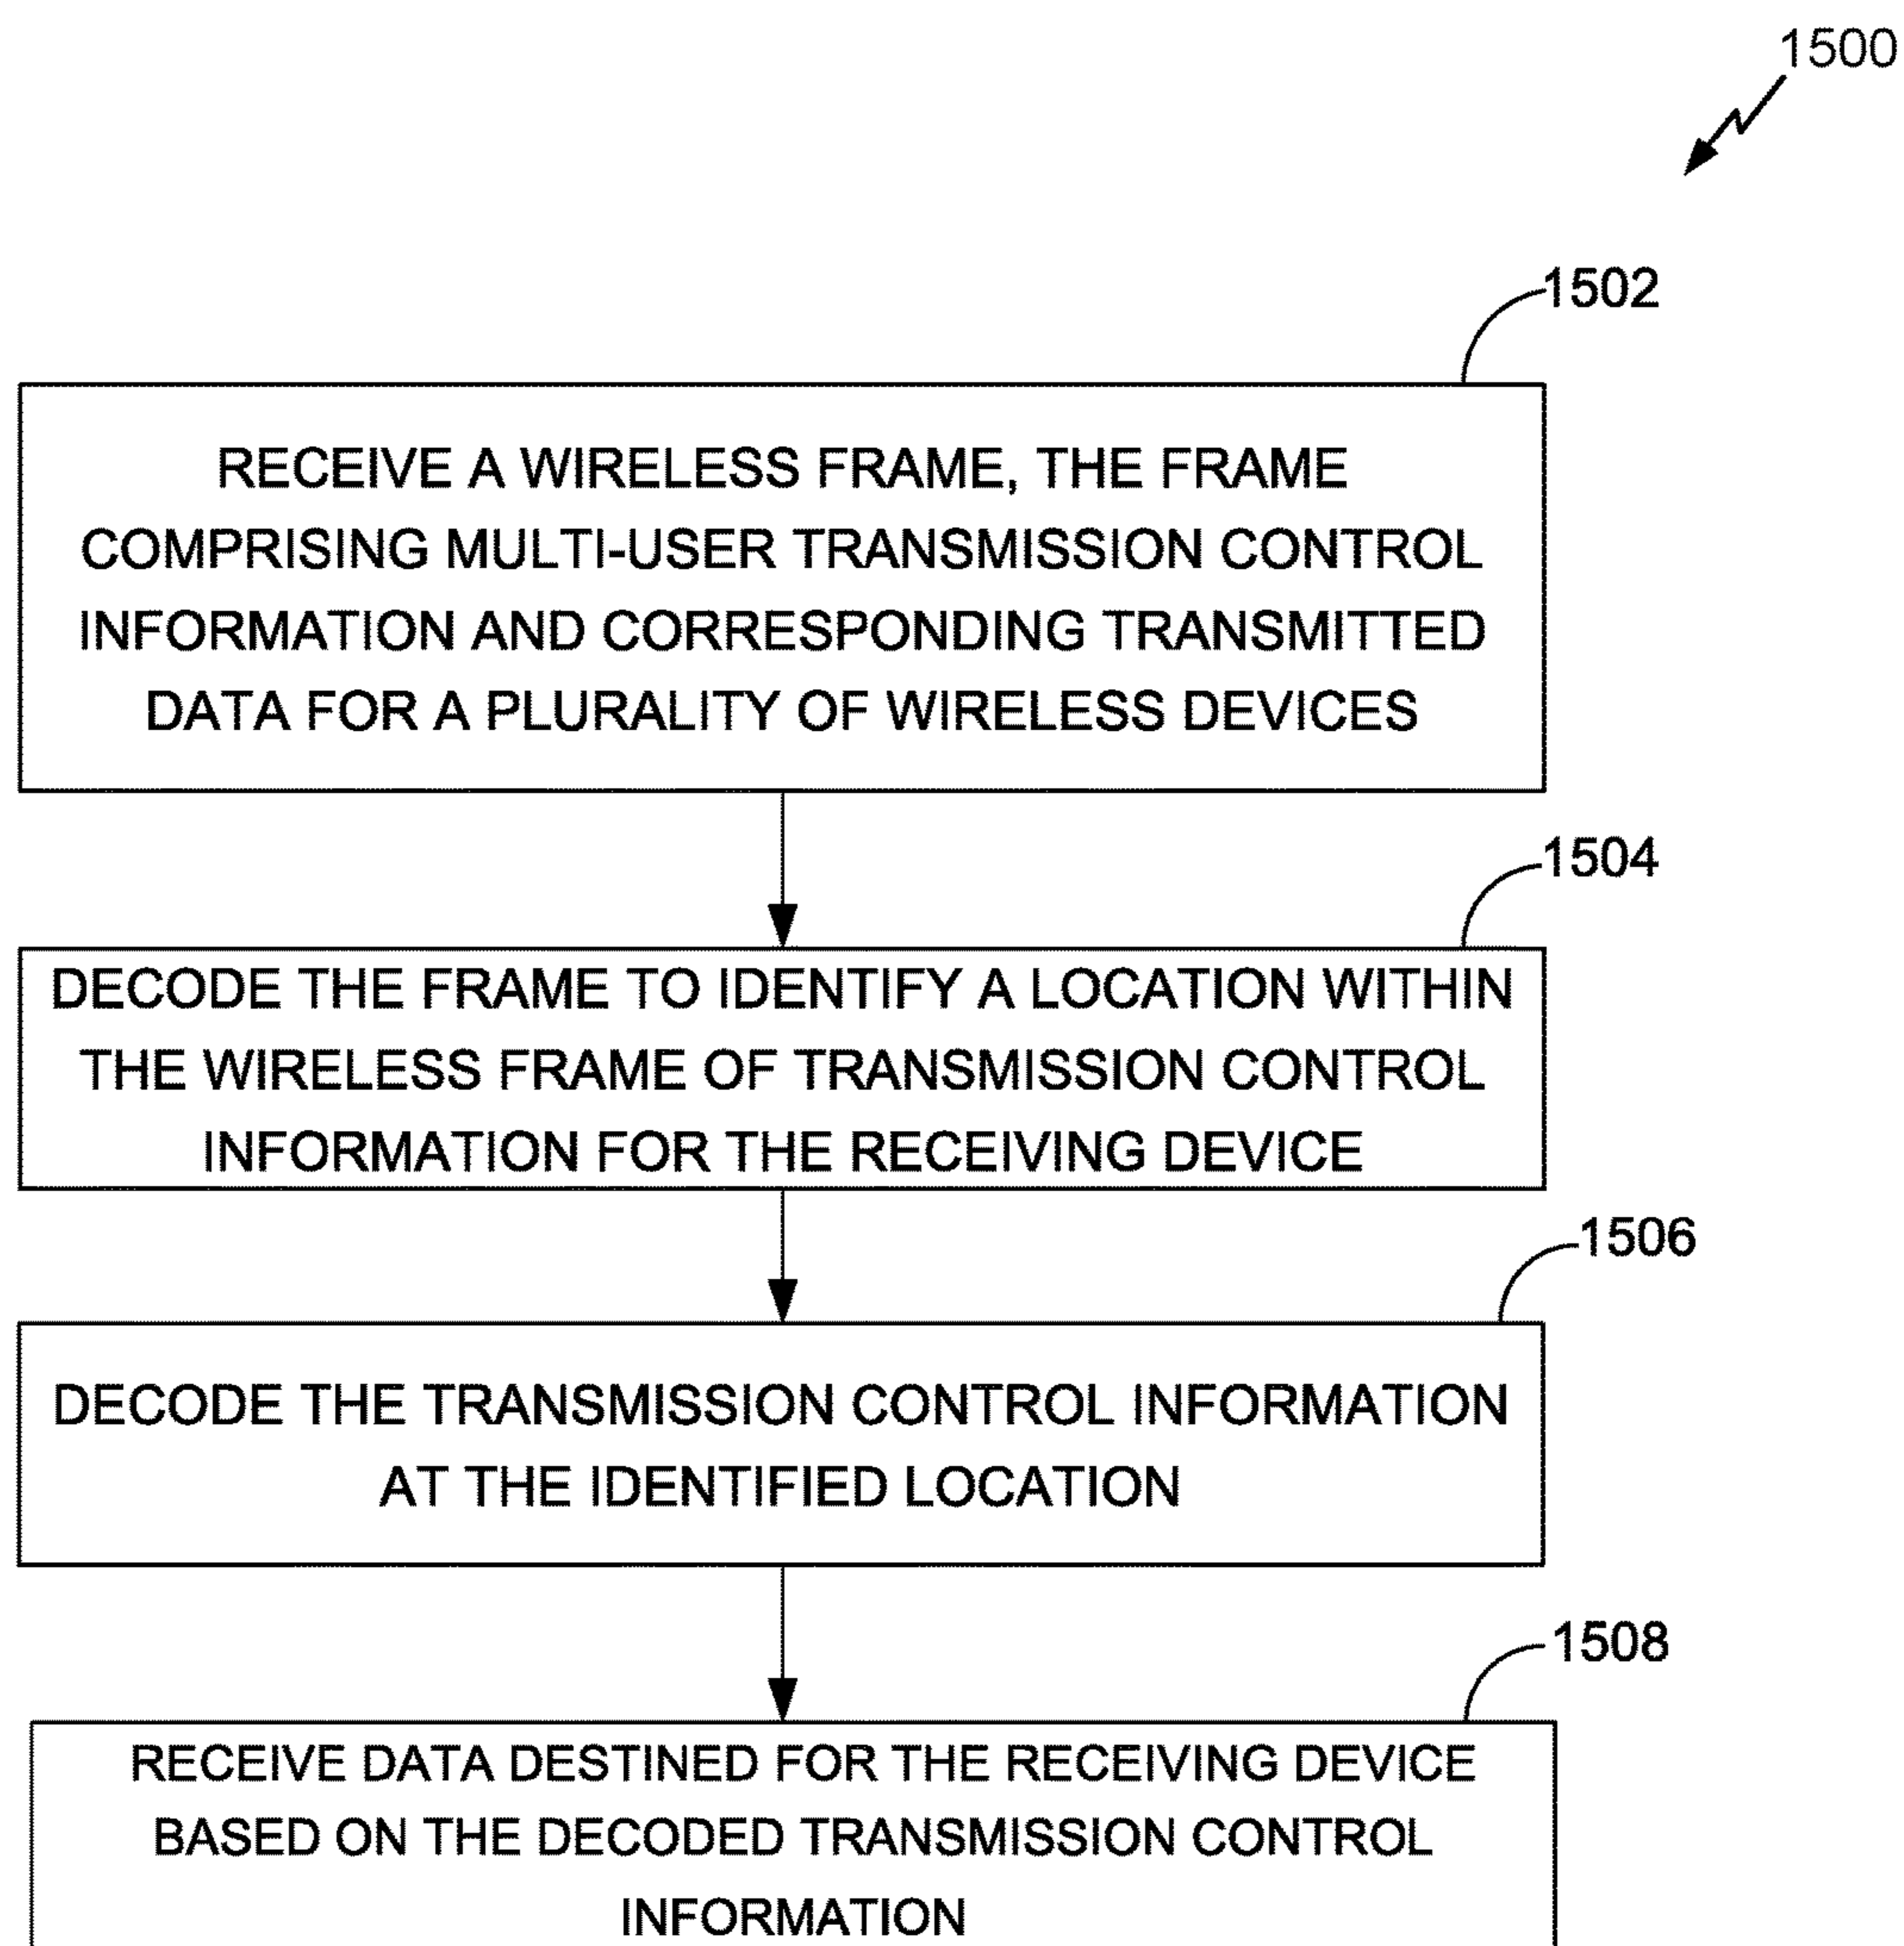 1500
1502
RECEIVE A WIRELESS FRAME, THE FRAME
COMPRISING MULTI-USER TRANSMISSION CONTROL
INFORMATION AND CORRESPONDING TRANSMITTED
DATA FOR A PLURALITY OF WIRELESS DEVICES
1504
DECODE THE FRAME TO IDENTIFY A LOCATION WITHIN
THE WIRELESS FRAME OF TRANSMISSION CONTROL
INFORMATION FOR THE RECEIVING DEVICE
1506
DECODE THE TRANSMISSION CONTROL INFORMATION
AT THE IDENTIFIED LOCATION
1508
RECEIVE DATA DESTINED FOR THE RECEIVING DEVICE
BASED ON THE DECODED TRANSMISSION CONTROL
INFORMATION